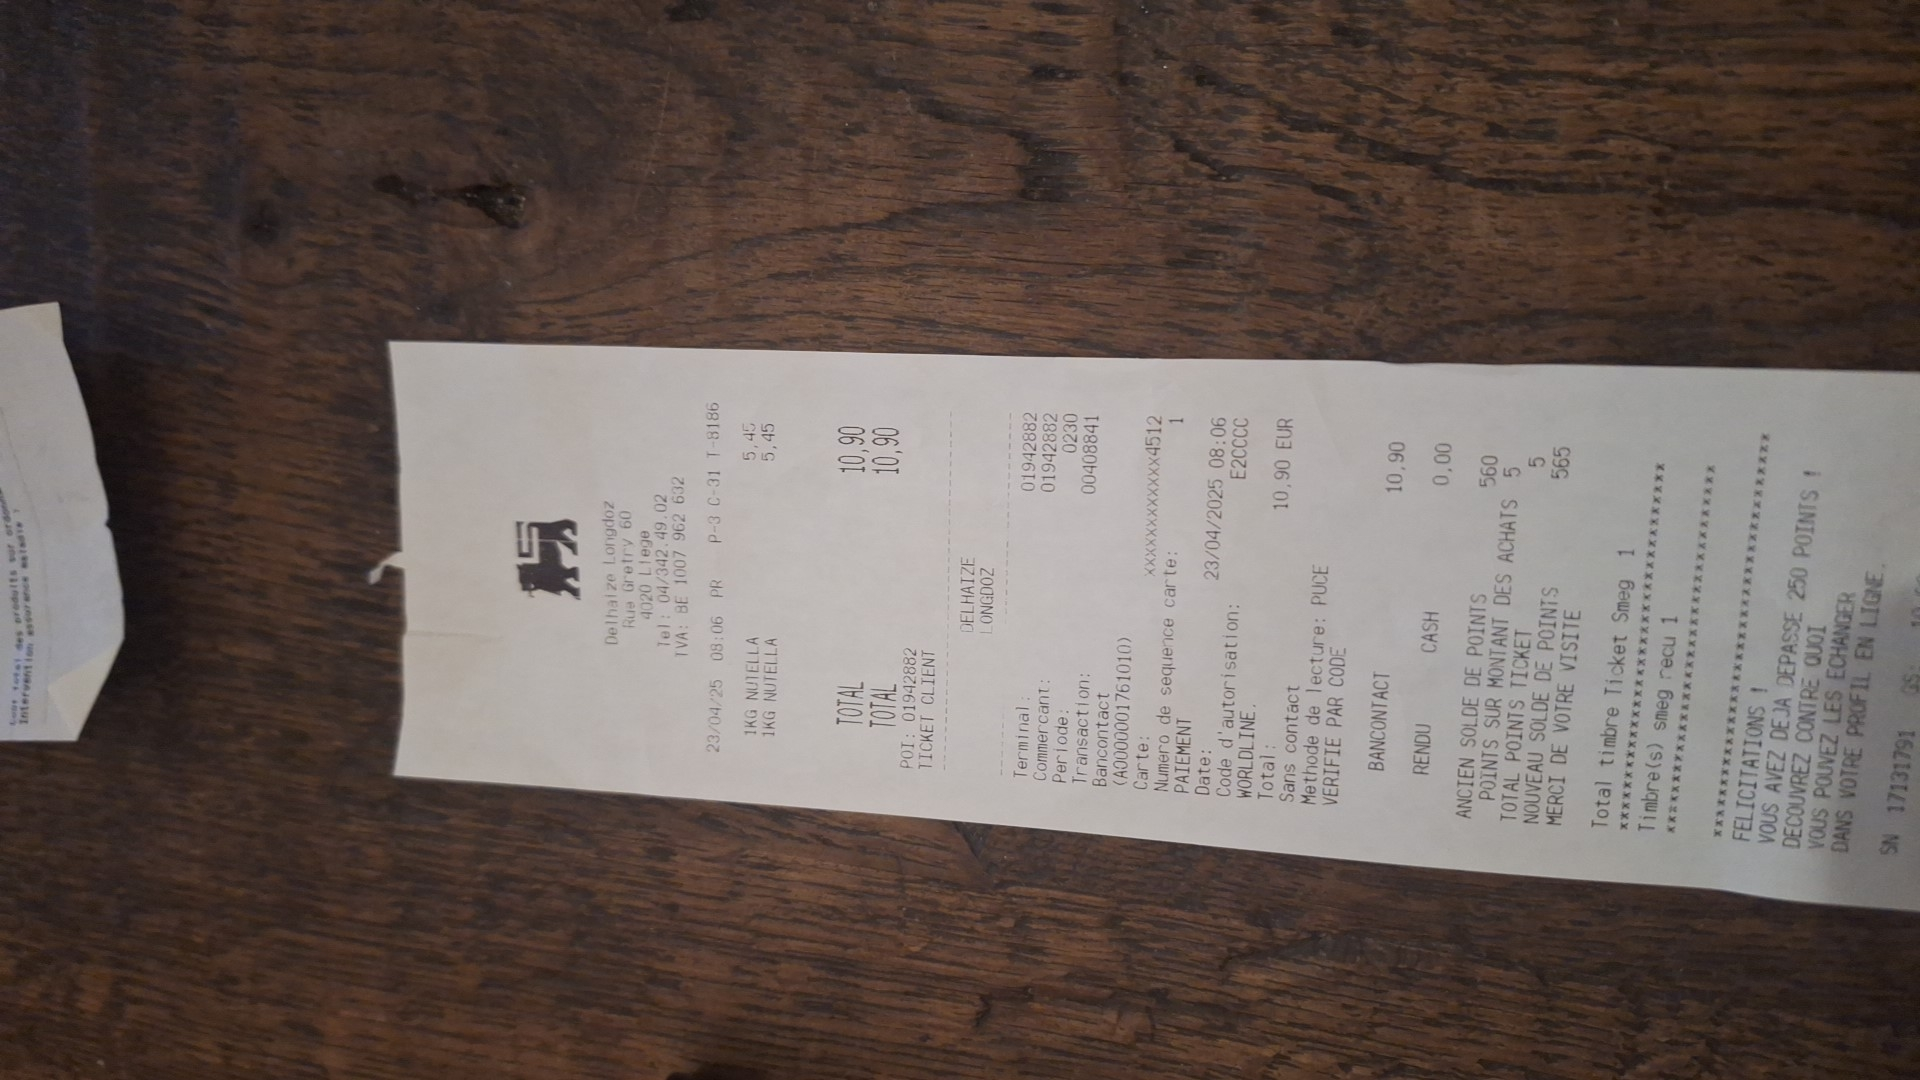 Intervention assurance maladie ?
Delhaize Longdoz
Rue Gretry 60
4020 Liege
Tel: 04/342.49.02
TVA: BE 1007 962 632
23/04/25 08:06 PR P-3 C-31 T-8186
1KG NUTELLA 5,45
1KG NUTELLA 5,45
TOTAL 10,90
TOTAL 10,90
POI: 01942882
TICKET CLIENT
DELHAIZE
LONGDOZ
Terminal: 01942882
Commercant: 01942882
Periode: 0230
Transaction: 00408841
Bancontact
(A0000001761010)
Carte: xxxxxxxxxxxxx4512
Numero de sequence carte: 1
PAIEMENT
Date: 23/04/2025 08:06
Code d'autorisation: E2CCCC
WORLDLINE.
Total: 10,90 EUR
Sans contact
Methode de lecture: PUCE
VERIFIE PAR CODE
BANCONTACT 10,90
RENDU CASH 0,00
ANCIEN SOLDE DE POINTS 560
POINTS SUR MONTANT DES ACHATS 5
TOTAL POINTS TICKET 5
NOUVEAU SOLDE DE POINTS 565
MERCI DE VOTRE VISITE
Total timbre Ticket Smeg 1
Timbre(s) smeg recu 1
FELICITATIONS !
VOUS AVEZ DEJA DEPASSE 250 POINTS !
DECOUVREZ CONTRE QUOI
VOUS POUVEZ LES ECHANGER
DANS VOTRE PROFIL EN LIGNE.
SN 17131791 GS: